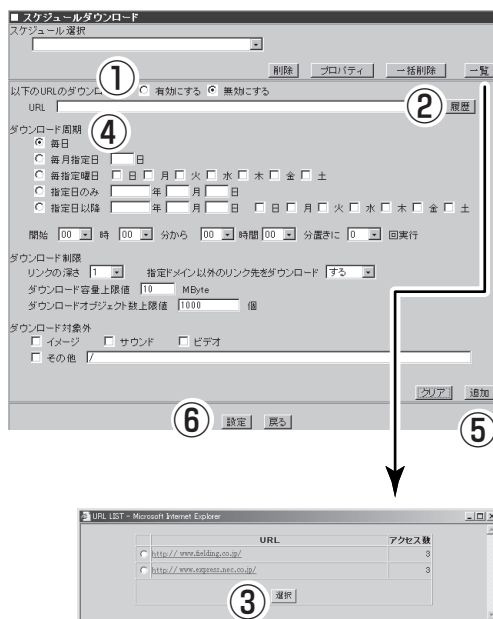 ■ スケジュールダウンロード
スケジュール選択
削除 プロパティ 一括削除 一覧
① 以下のURLのダウンロ 有効にする 無効にする
URL ② 履歴
ダウンロード周期 ④
毎日
毎月指定日 日
毎指定曜日 日 月 火 水 木 金 土
指定日のみ 年 月 日
指定日以降 年 月 日 日 月 火 水 木 金 土
開始 00 時 00 分から 00 時間 00 分置きに 0 回実行
ダウンロード制限
リンクの深さ 1 指定ドメイン以外のリンク先をダウンロード する
ダウンロード容量上限値 10 MByte
ダウンロードオブジェクト数上限値 1000 個
ダウンロード対象外
イメージ サウンド ビデオ
その他 /
クリア 追加
⑥ 設定 戻る ⑤
URL LIST - Microsoft Internet Explorer
URL アクセス数
http:// www.fielding.co.jp/ 3
http:// www.express.nec.co.jp/ 3
③ 選択